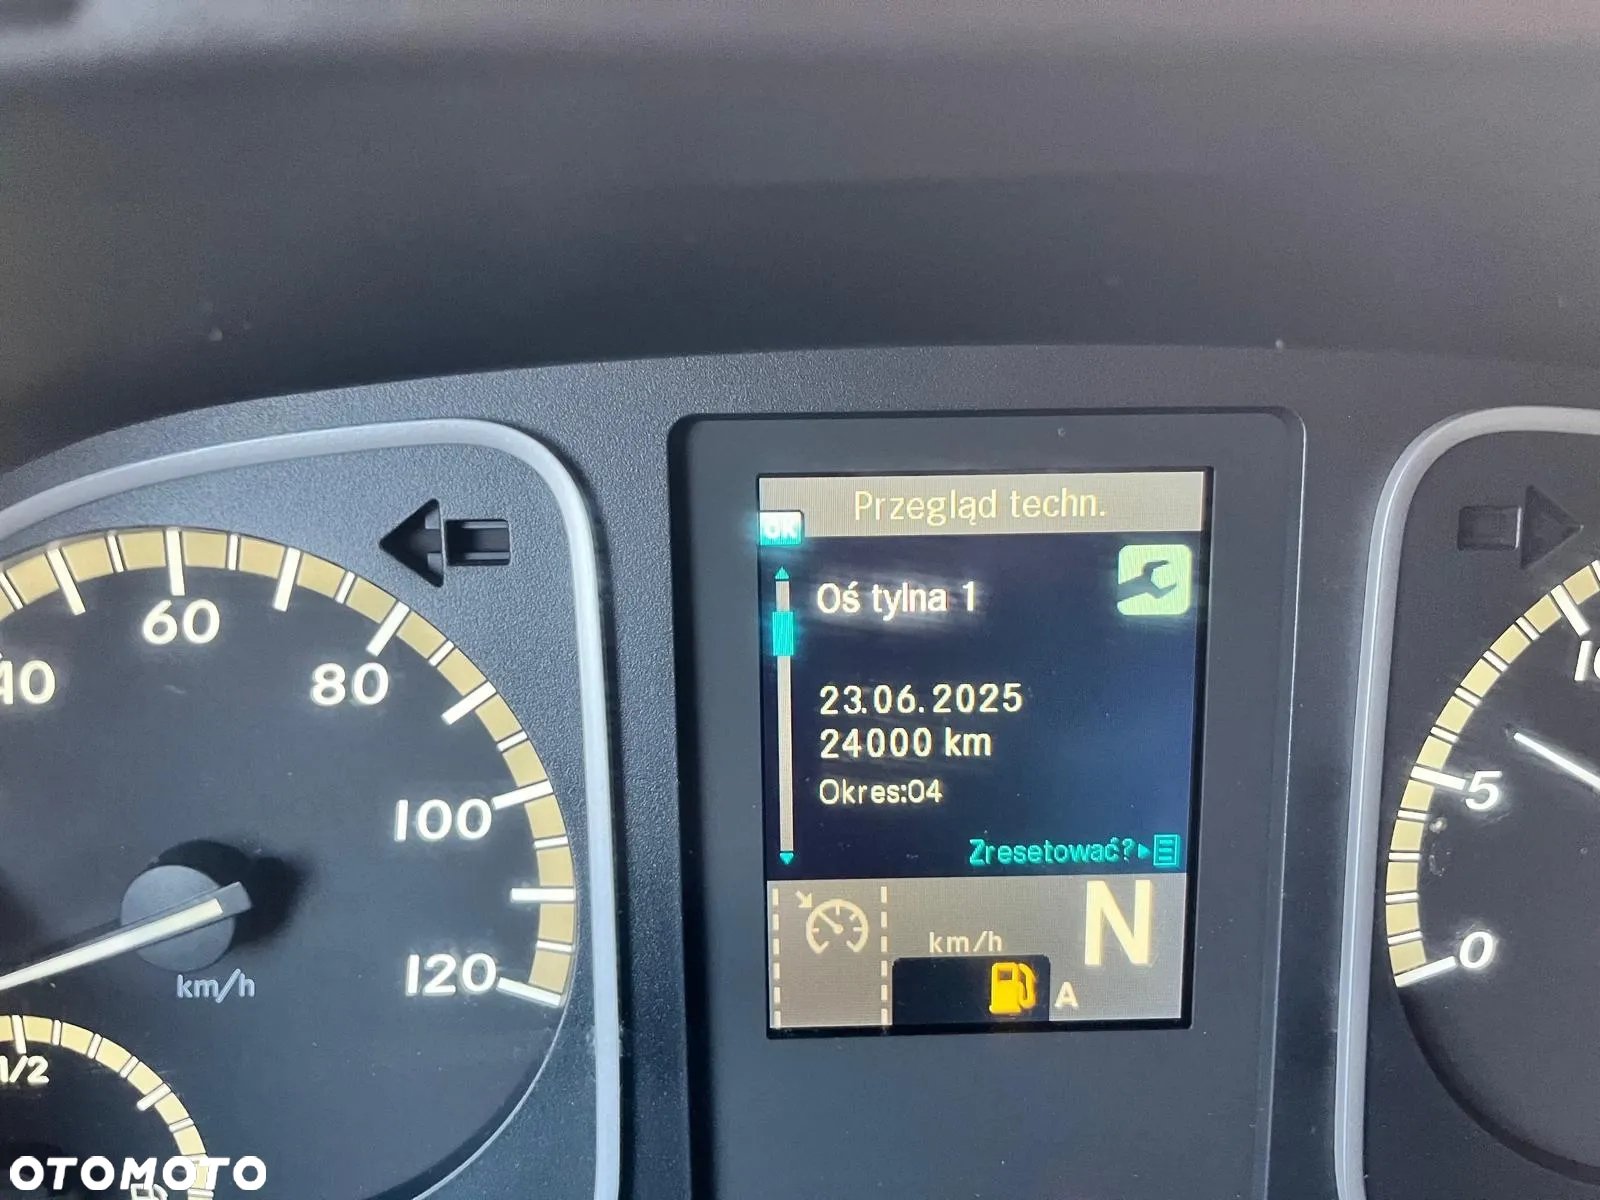 Przegląd techn.
OK
Oś tylna 1
23.06.2025
24000 km
Okres:04
Zresetować?
km/h
N
A
40
60
80
100
120
km/h
1/2
10
5
0
OTOMOTO